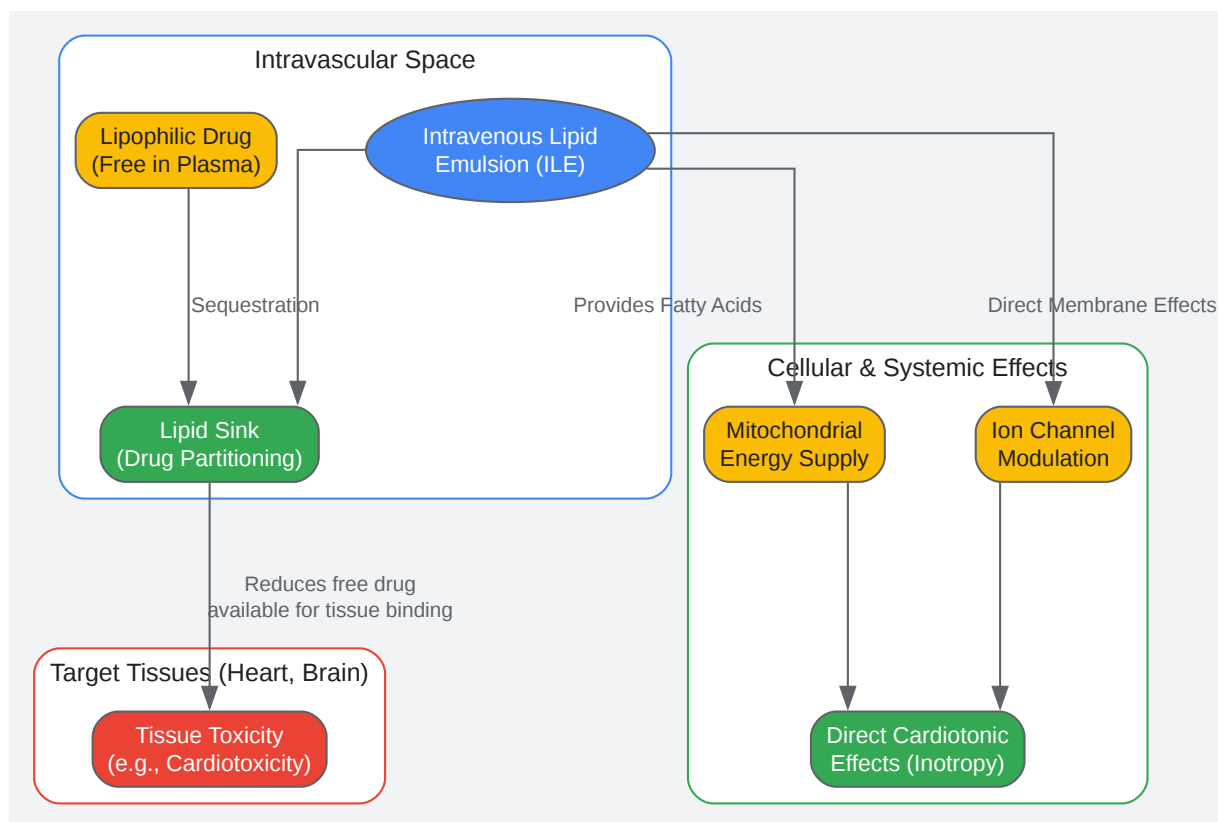 Intravascular Space
Lipophilic Drug
(Free in Plasma)
Intravenous Lipid
Emulsion (ILE)
Sequestration
Provides Fatty Acids
Direct Membrane Effects
Cellular & Systemic Effects
Lipid Sink
(Drug Partitioning)
Mitochondrial
Energy Supply
Ion Channel
Modulation
Reduces free drug
available for tissue binding
Target Tissues (Heart, Brain)
Tissue Toxicity
(e.g., Cardiotoxicity)
Direct Cardiotonic
Effects (Inotropy)